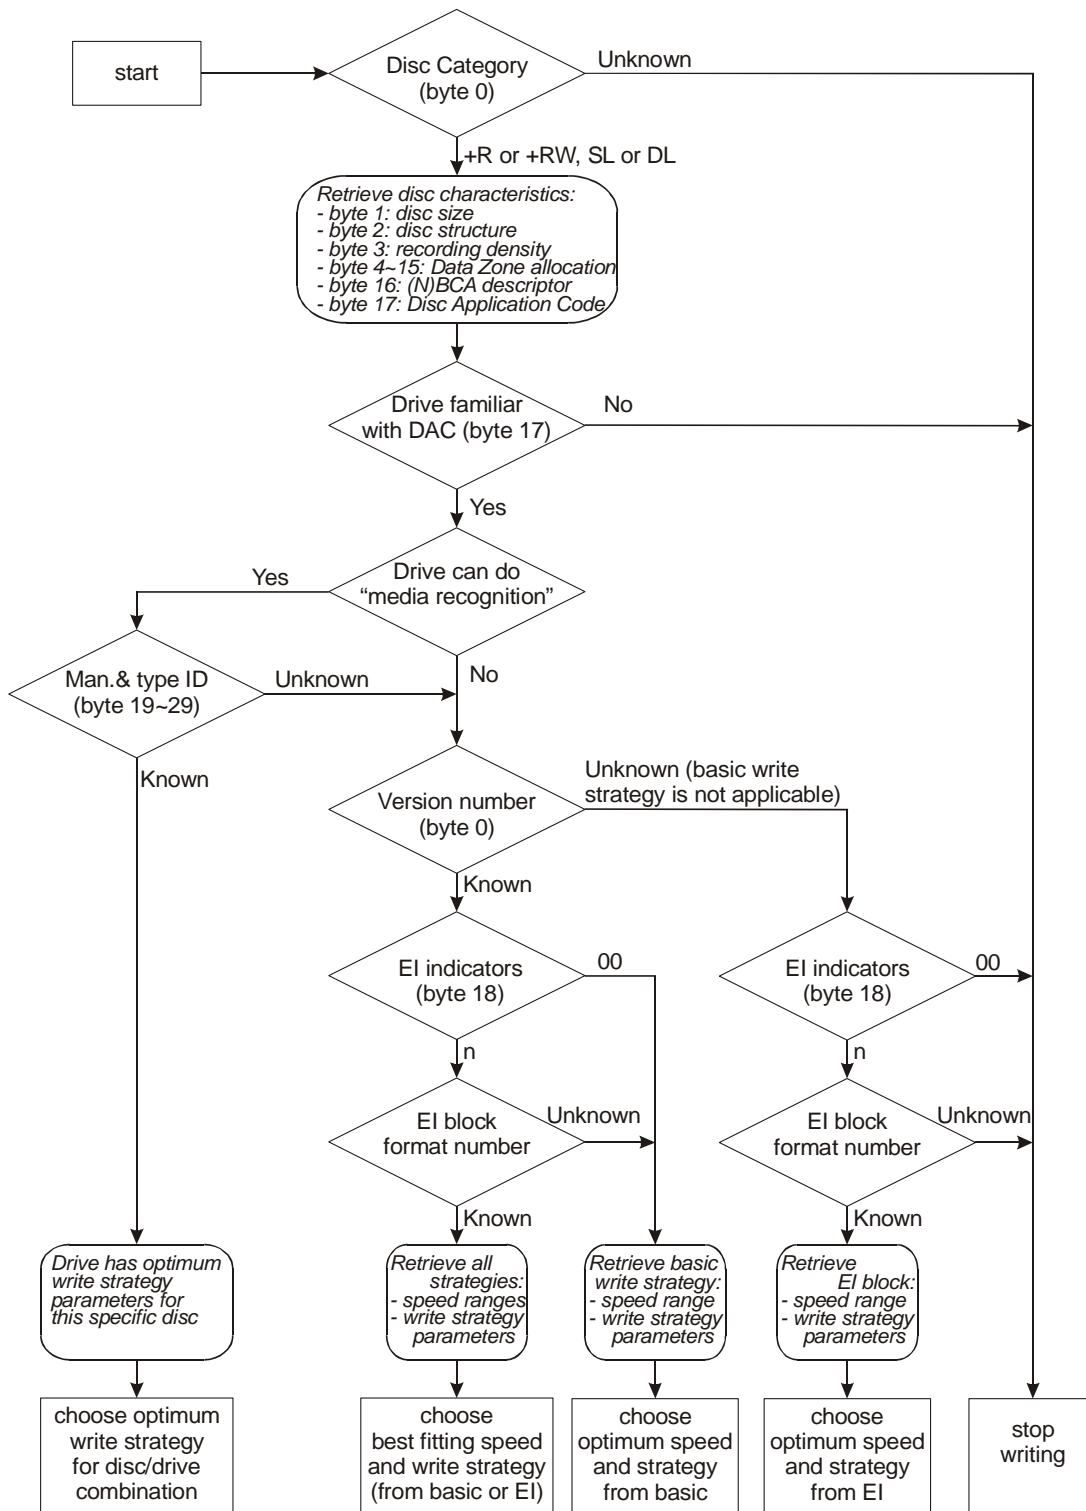 start
Disc Category
(byte 0)
Unknown
+R or +RW, SL or DL
Retrieve disc characteristics:
- byte 1: disc size
- byte 2: disc structure
- byte 3: recording density
- byte 4~15: Data Zone allocation
- byte 16: (N)BCA descriptor
- byte 17: Disc Application Code
Drive familiar
with DAC (byte 17)
No
Yes
Drive can do
“media recognition”
Yes
No
Man.& type ID
(byte 19~29)
Unknown
Known
Version number
(byte 0)
Unknown (basic write
strategy is not applicable)
Known
EI indicators
(byte 18)
00
n
EI indicators
(byte 18)
00
n
EI block
format number
Unknown
Known
EI block
format number
Unknown
Known
Drive has optimum
write strategy
parameters for
this specific disc
Retrieve all
strategies:
- speed ranges
- write strategy
parameters
Retrieve basic
write strategy:
- speed range
- write strategy
parameters
Retrieve
EI block:
- speed range
- write strategy
parameters
choose optimum
write strategy
for disc/drive
combination
choose
best fitting speed
and write strategy
(from basic or EI)
choose
optimum speed
and strategy
from basic
choose
optimum speed
and strategy
from EI
stop
writing